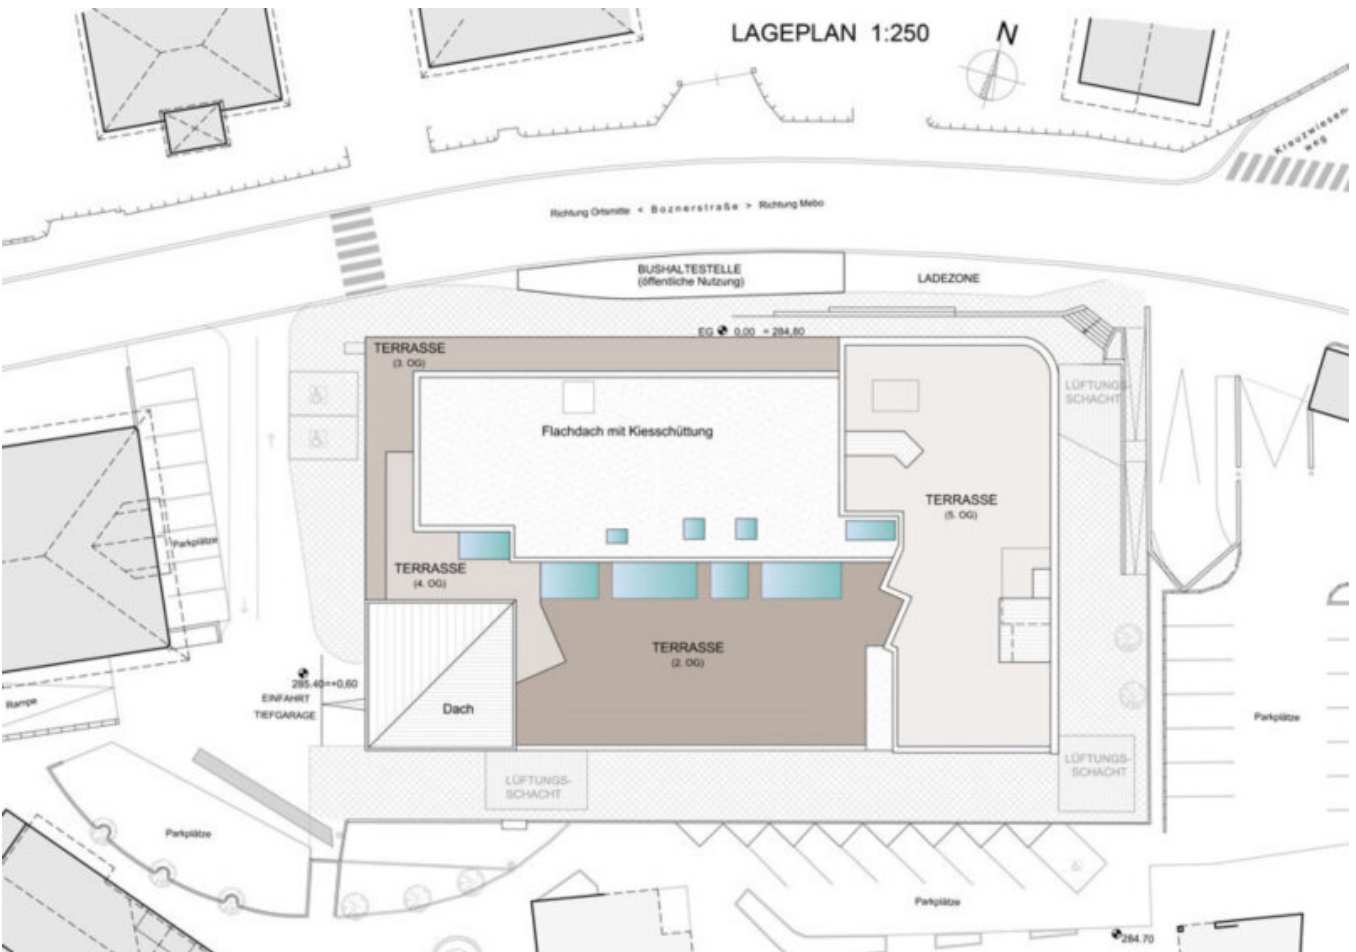 LAGEPLAN 1:250
N
Kreuzwiesen-
weg
Richtung Ortsmitte < Boznerstraße > Richtung Mebo
BUSHALTESTELLE
(öffentliche Nutzung)
LADEZONE
EG 0,00 = 284,80
TERRASSE
(3. OG)
LÜFTUNGS-
SCHACHT
Flachdach mit Kiesschüttung
TERRASSE
(5. OG)
Parkplätze
TERRASSE
(4. OG)
TERRASSE
(2. OG)
285.40=+0,60
EINFAHRT
TIEFGARAGE
Rampe
Dach
Parkplätze
LÜFTUNGS-
SCHACHT
LÜFTUNGS-
SCHACHT
Parkplätze
Parkplätze
284.70